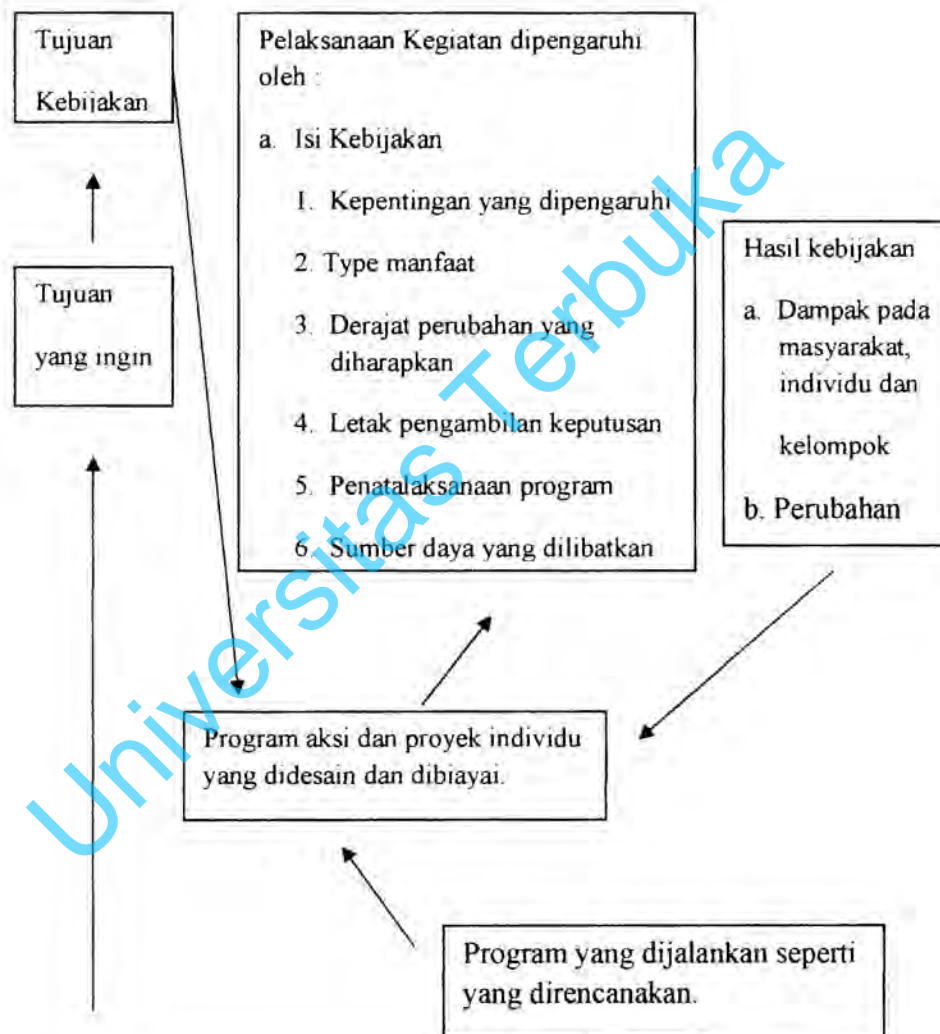 Tujuan
Kebijakan
Tujuan
yang ingin
Pelaksanaan Kegiatan dipengaruhi
oleh :
a. Isi Kebijakan
1. Kepentingan yang dipengaruhi
2. Type manfaat
3. Derajat perubahan yang
diharapkan
4. Letak pengambilan keputusan
5. Penatalaksanaan program
6. Sumber daya yang dilibatkan
Hasil kebijakan
a. Dampak pada
masyarakat,
individu dan
kelompok
b. Perubahan
Program aksi dan proyek individu
yang didesain dan dibiayai.
Program yang dijalankan seperti
yang direncanakan.
Universitas Terbuka